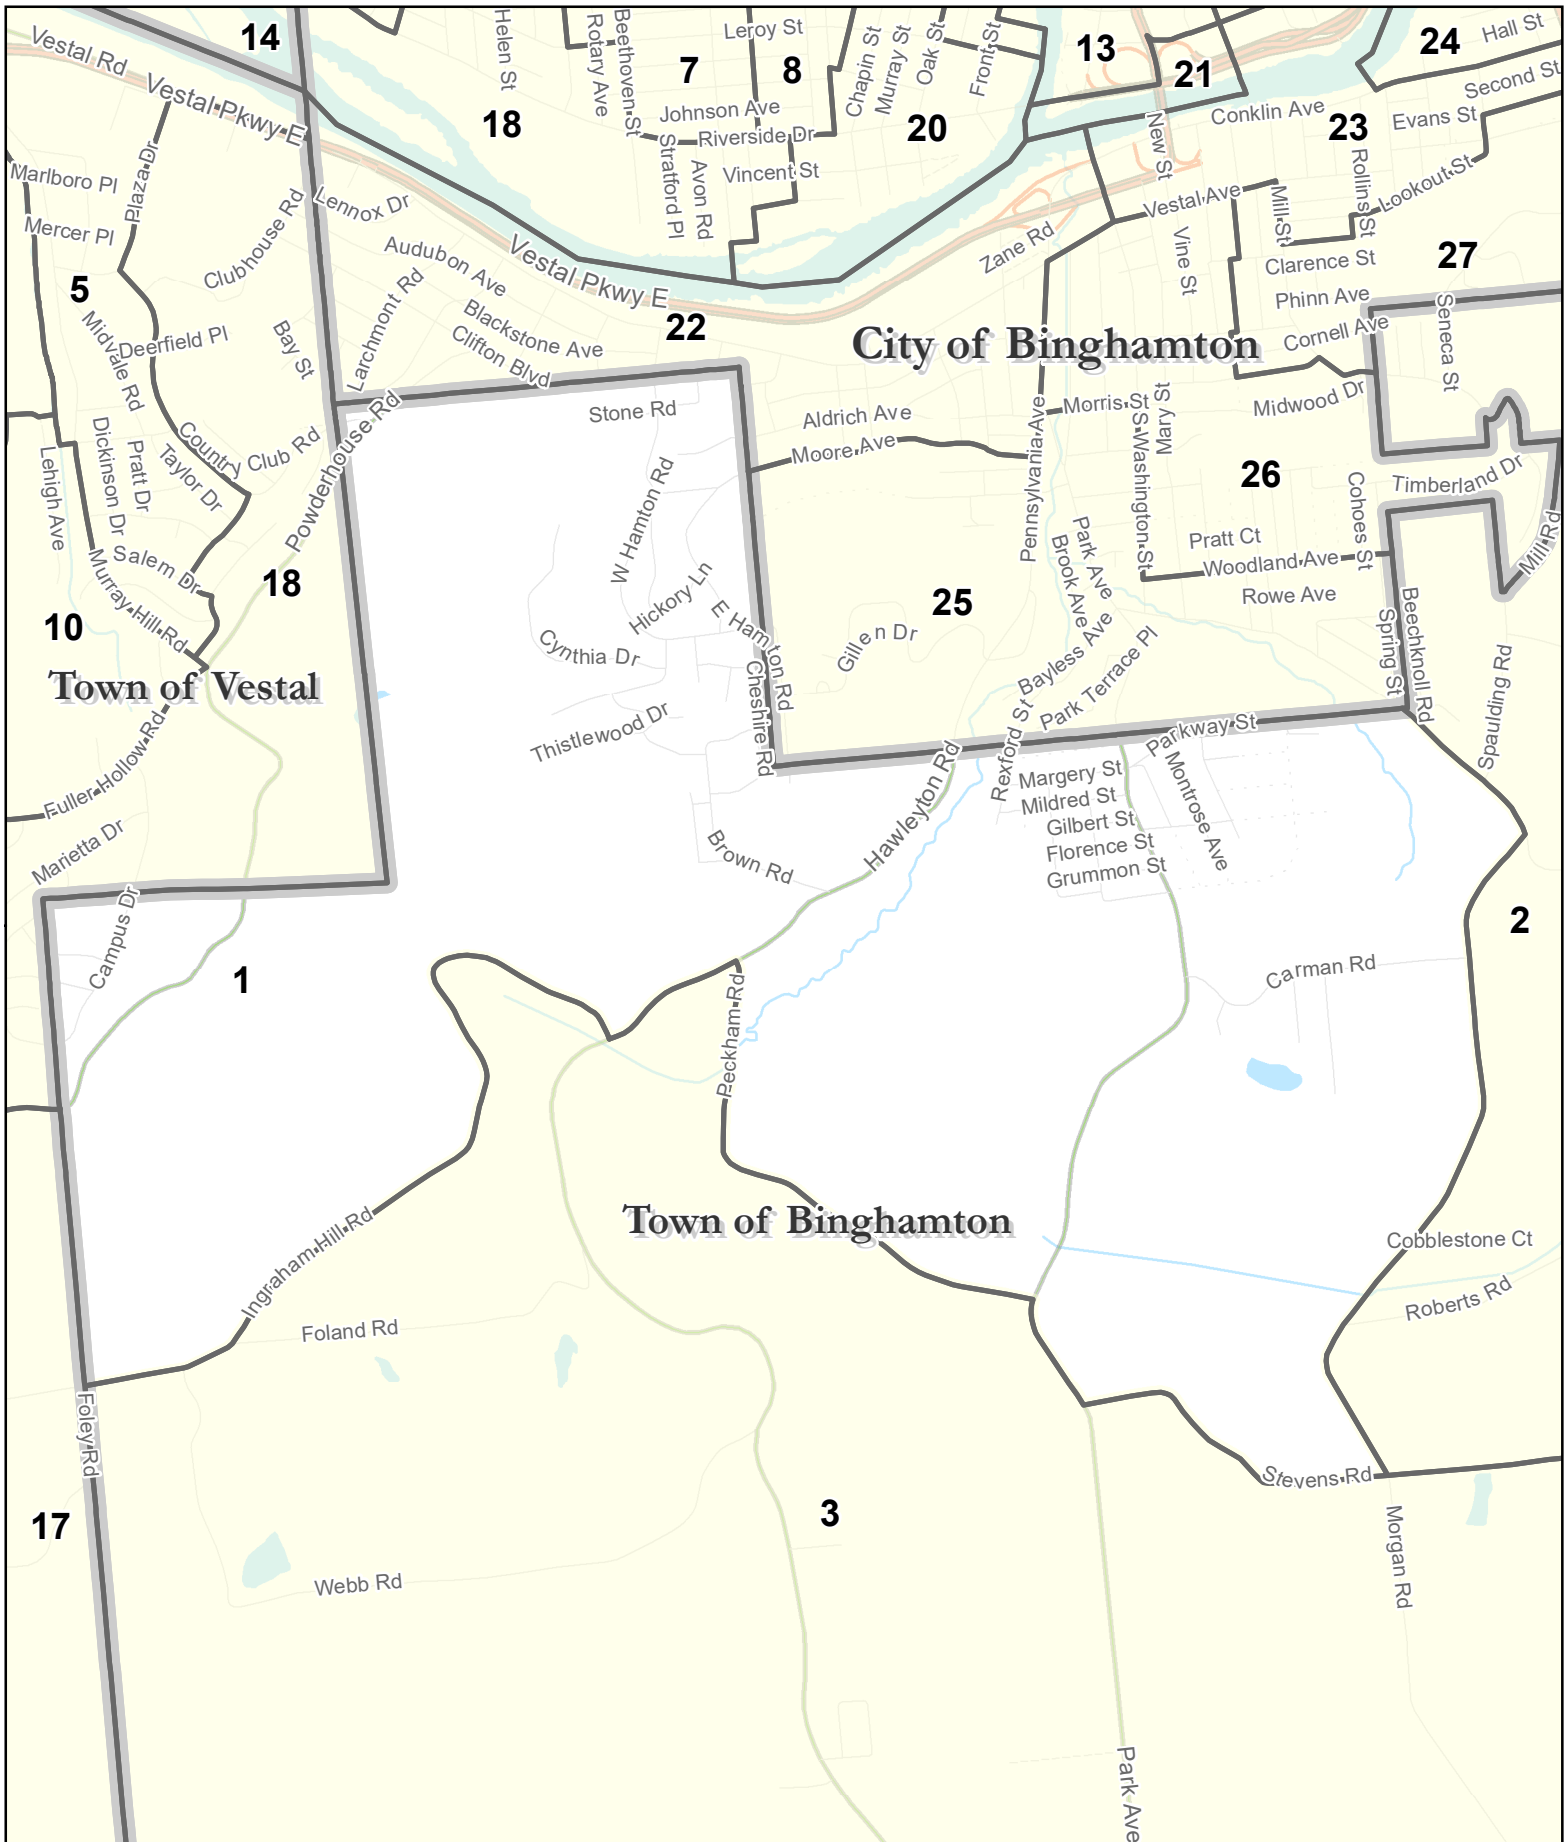 14
Vestal Rd
Vestal Pkwy E
Helen St
Rotary Ave
Beethoven St
Leroy St
7
8
Chapin St
Murray St
Oak St
Front St
13
21
24
Hall St
Second St
18
Johnson Ave
Riverside Dr
20
New St
Conklin Ave
23
Evans St
Marlboro Pl
Plaza Dr
Stratford Pl
Avon Rd
Vincent St
Rollins St
Lookout St
Mercer Pl
Clubhouse Rd
Lennox Dr
Vestal Ave
Mill St
Audubon Ave
Vestal Pkwy E
Zane Rd
Vine St
Clarence St
27
5
Larchmont Rd
Phinn Ave
Seneca St
Midvale Rd
Deerfield Pl
Bay St
Blackstone Ave
Clifton Blvd
22
City of Binghamton
Cornell Ave
Stone Rd
Aldrich Ave
Morris St
Mary St
Midwood Dr
Dickinson Dr
Pratt Dr
Country Club Rd
Taylor Dr
Powderhouse Rd
Moore Ave
Pennsylvania Ave
S Washington St
26
Cohoes St
Timberland Dr
Lehigh Ave
W Hamton Rd
Salem Dr
18
Murray Hill Rd
Hickory Ln
E Hamton Rd
25
Park Ave
Brook Ave
Pratt Ct
Woodland Ave
Rowe Ave
Mill Rd
10
Cynthia Dr
Gillen Dr
Bayless Ave
Park Terrace Pl
Spring St
Beechknoll Rd
Spaulding Rd
Town of Vestal
Cheshire Rd
Thistlewood Dr
Rexford St
Parkway St
Fuller Hollow Rd
Hawleyton Rd
Margery St
Mildred St
Gilbert St
Florence St
Grummon St
Montrose Ave
Marietta Dr
Brown Rd
Campus Dr
1
2
Carman Rd
Peckham Rd
Ingraham Hill Rd
Town of Binghamton
Cobblestone Ct
Roberts Rd
Foland Rd
Foley Rd
Stevens Rd
17
3
Morgan Rd
Webb Rd
Park Ave